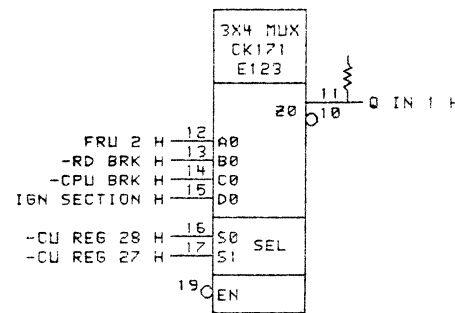 3X4 MUX
CK171
E123
11
Z0
Q IN 1 H
10
FRU 2 H 12 A0
-RD BRK H 13 B0
-CPU BRK H 14 C0
IGN SECTION H 15 D0
-CU REG 28 H 16 S0
SEL
-CU REG 27 H 17 S1
19 EN